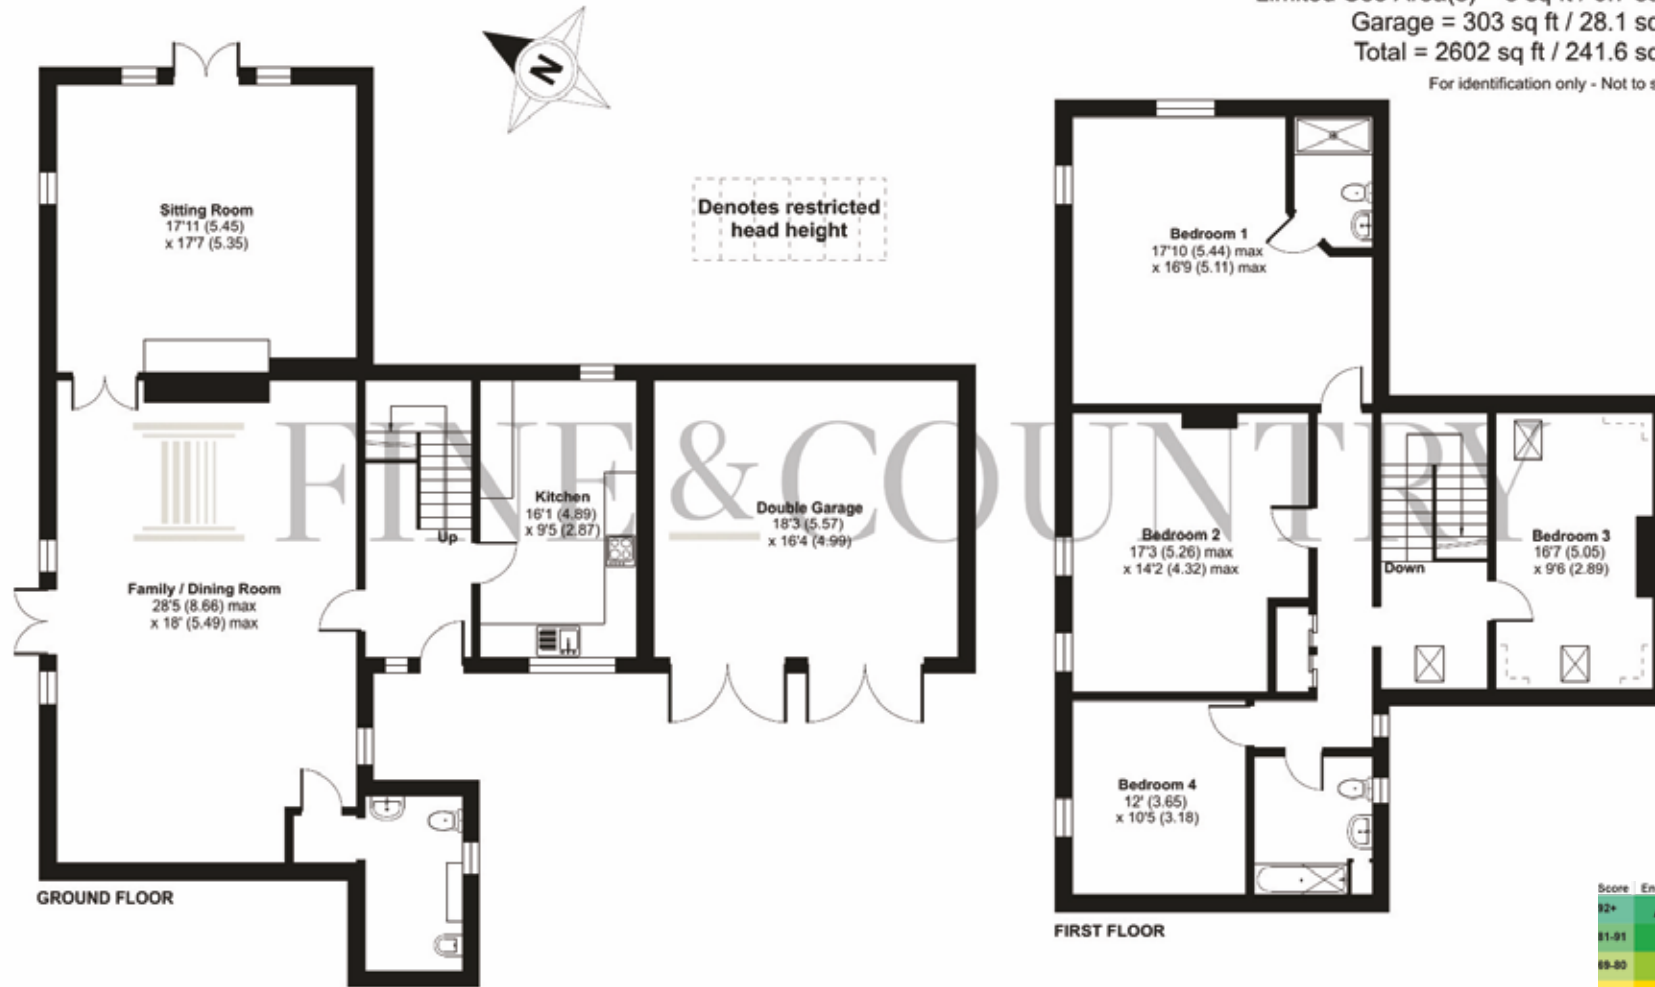 Garage = 303 sq ft / 28.1 sq
Total = 2602 sq ft / 241.6 sq
For identification only - Not to s
N
Denotes restricted
head height
Sitting Room
17'11 (5.45)
x 17'7 (5.35)
Bedroom 1
17'10 (5.44) max
x 16'9 (5.11) max
FINE & COUNTRY
Kitchen
16'1 (4.89)
x 9'5 (2.87)
Up
Double Garage
18'3 (5.57)
x 16'4 (4.99)
Family / Dining Room
28'5 (8.66) max
x 18' (5.49) max
Bedroom 2
17'3 (5.26) max
x 14'2 (4.32) max
Down
Bedroom 3
16'7 (5.05)
x 9'6 (2.89)
Bedroom 4
12' (3.65)
x 10'5 (3.18)
GROUND FLOOR
FIRST FLOOR
Score En
92+
81-91
69-80